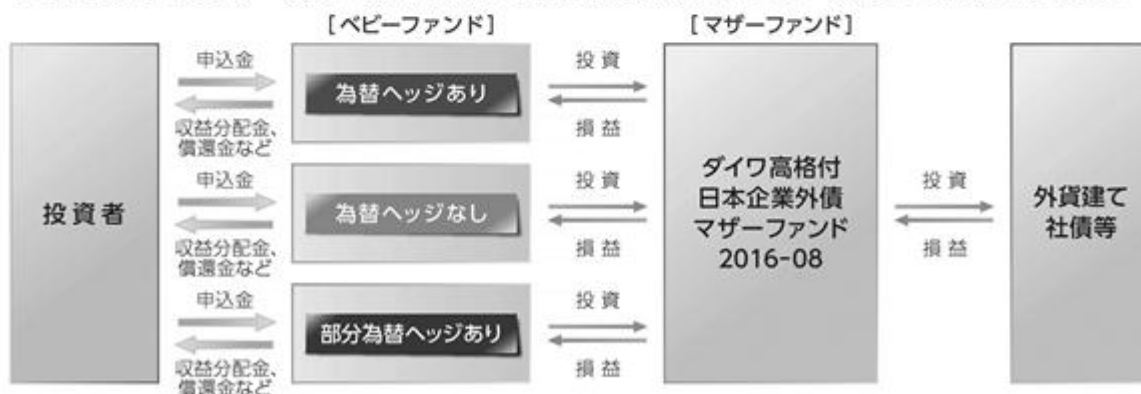 [ベビーファンド]
[マザーファンド]
投資者
申込金
収益分配金、
償還金など
申込金
収益分配金、
償還金など
申込金
収益分配金、
償還金など
為替ヘッジあり
為替ヘッジなし
部分為替ヘッジあり
投資
損益
投資
損益
投資
損益
ダイワ高格付
日本企業外債
マザーファンド
2016-08
投資
損益
外貨建て
社債等